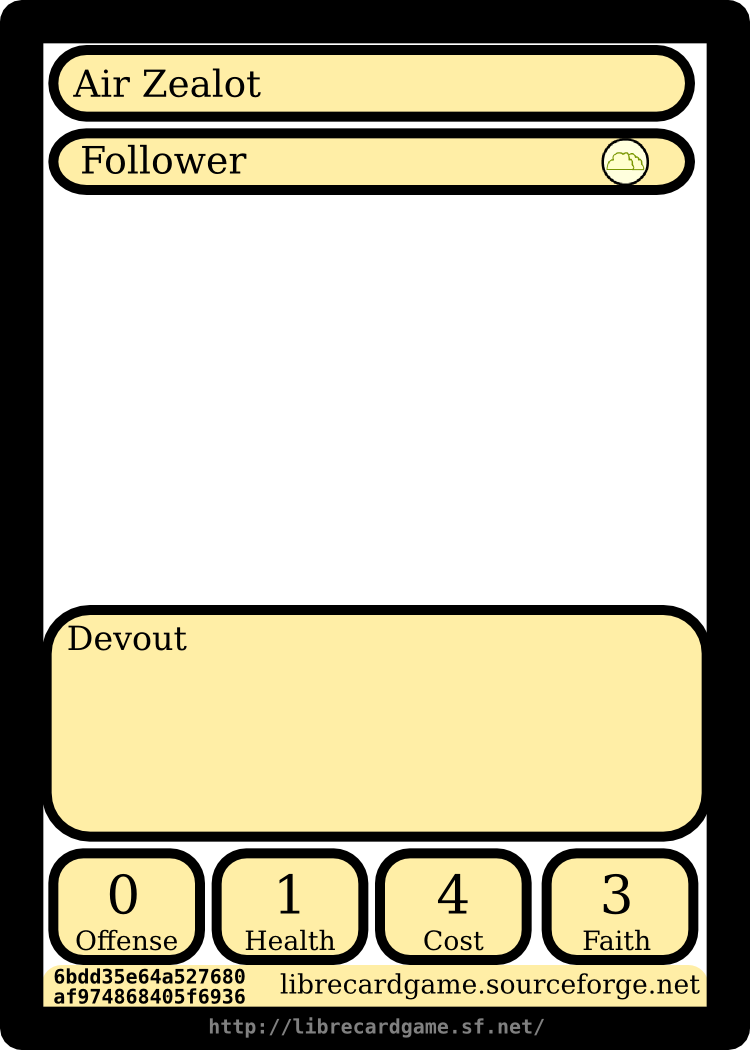 Air Zealot
Follower
Devout
0 1 4 3
Offense Health Cost Faith
6bdd35e64a527680
af974868405f6936
librecardgame.sourceforge.net
http://librecardgame.sf.net/